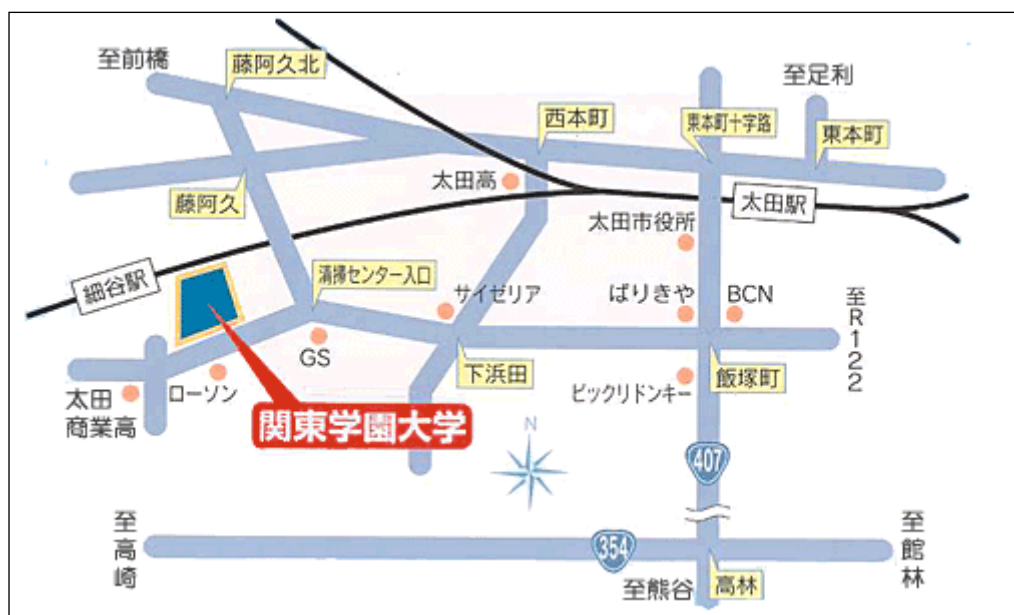 至前橋
藤阿久北
至足利
西本町
東本町十字路
東本町
太田高
藤阿久
太田駅
太田市役所
細谷駅
清掃センター入口
サイゼリア
ばりきや
BCN
至R122
GS
下浜田
飯塚町
ローソン
ビックリドンキー
太田
商業高
関東学園大学
N
407
至高崎
354
至館林
至熊谷
高林